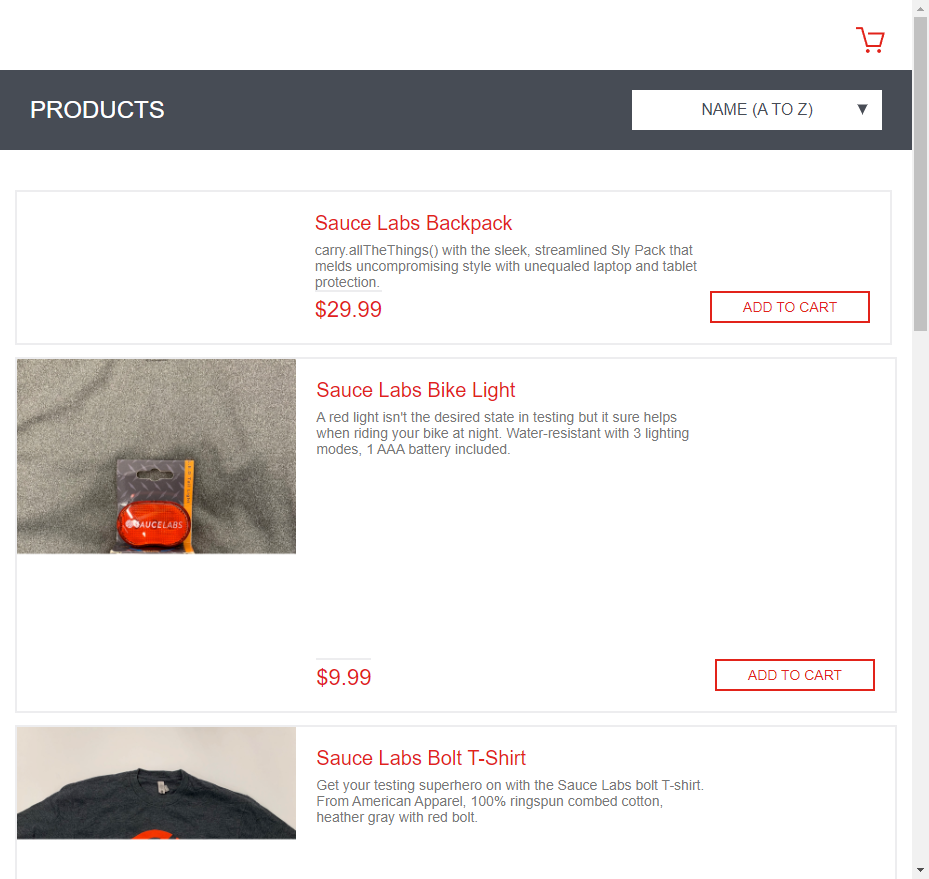 PRODUCTS
NAME (A TO Z)
Sauce Labs Backpack
carry.allTheThings() with the sleek, streamlined Sly Pack that
melds uncompromising style with unequaled laptop and tablet
protection.
$29.99
ADD TO CART
Sauce Labs Bike Light
A red light isn't the desired state in testing but it sure helps
when riding your bike at night. Water-resistant with 3 lighting
modes, 1 AAA battery included.
SAUCELABS
$9.99
ADD TO CART
Sauce Labs Bolt T-Shirt
Get your testing superhero on with the Sauce Labs bolt T-shirt.
From American Apparel, 100% ringspun combed cotton,
heather gray with red bolt.